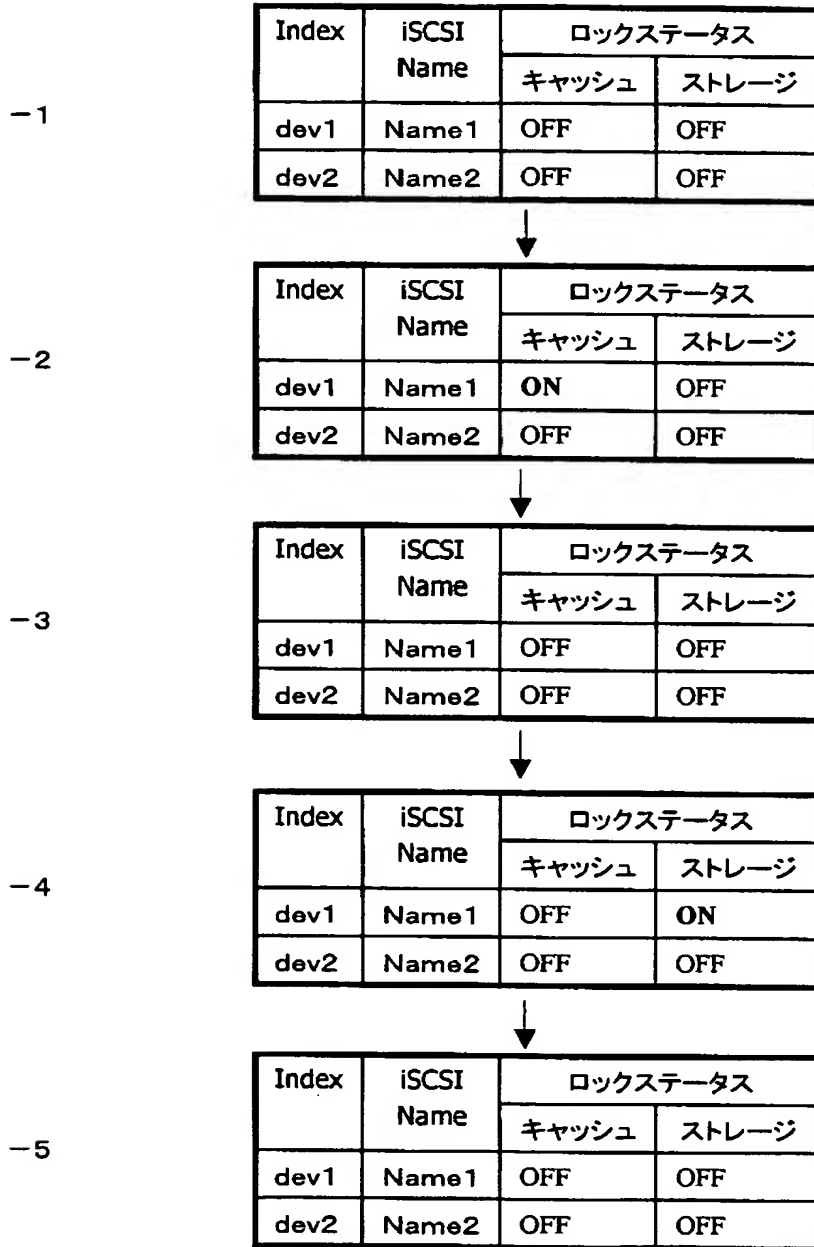 Index iSCSI Name ロックステータス
キャッシュ ストレージ
-1
dev1 Name1 OFF OFF
dev2 Name2 OFF OFF
Index iSCSI Name ロックステータス
キャッシュ ストレージ
-2
dev1 Name1 ON OFF
dev2 Name2 OFF OFF
Index iSCSI Name ロックステータス
キャッシュ ストレージ
-3
dev1 Name1 OFF OFF
dev2 Name2 OFF OFF
Index iSCSI Name ロックステータス
キャッシュ ストレージ
-4
dev1 Name1 OFF ON
dev2 Name2 OFF OFF
Index iSCSI Name ロックステータス
キャッシュ ストレージ
-5
dev1 Name1 OFF OFF
dev2 Name2 OFF OFF